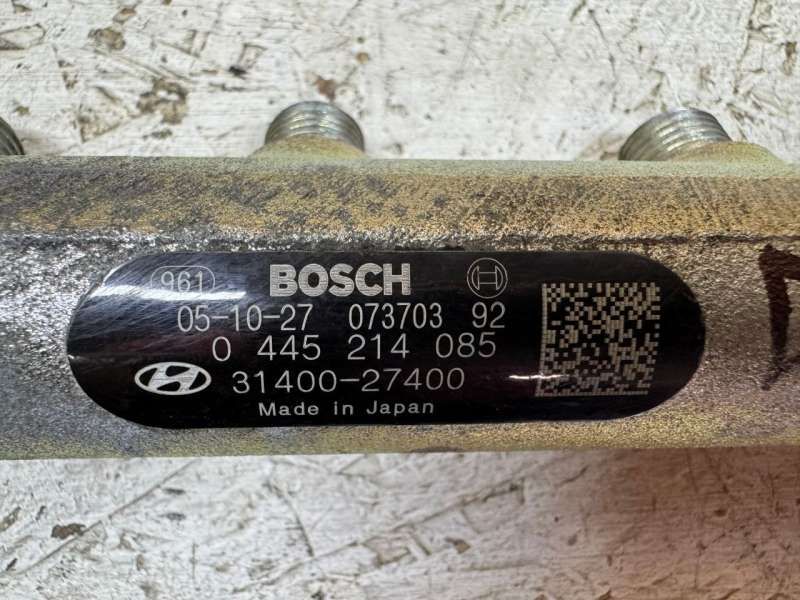 961 BOSCH
05-10-27 073703 92
0 445 214 085
31400-27400
Made in Japan